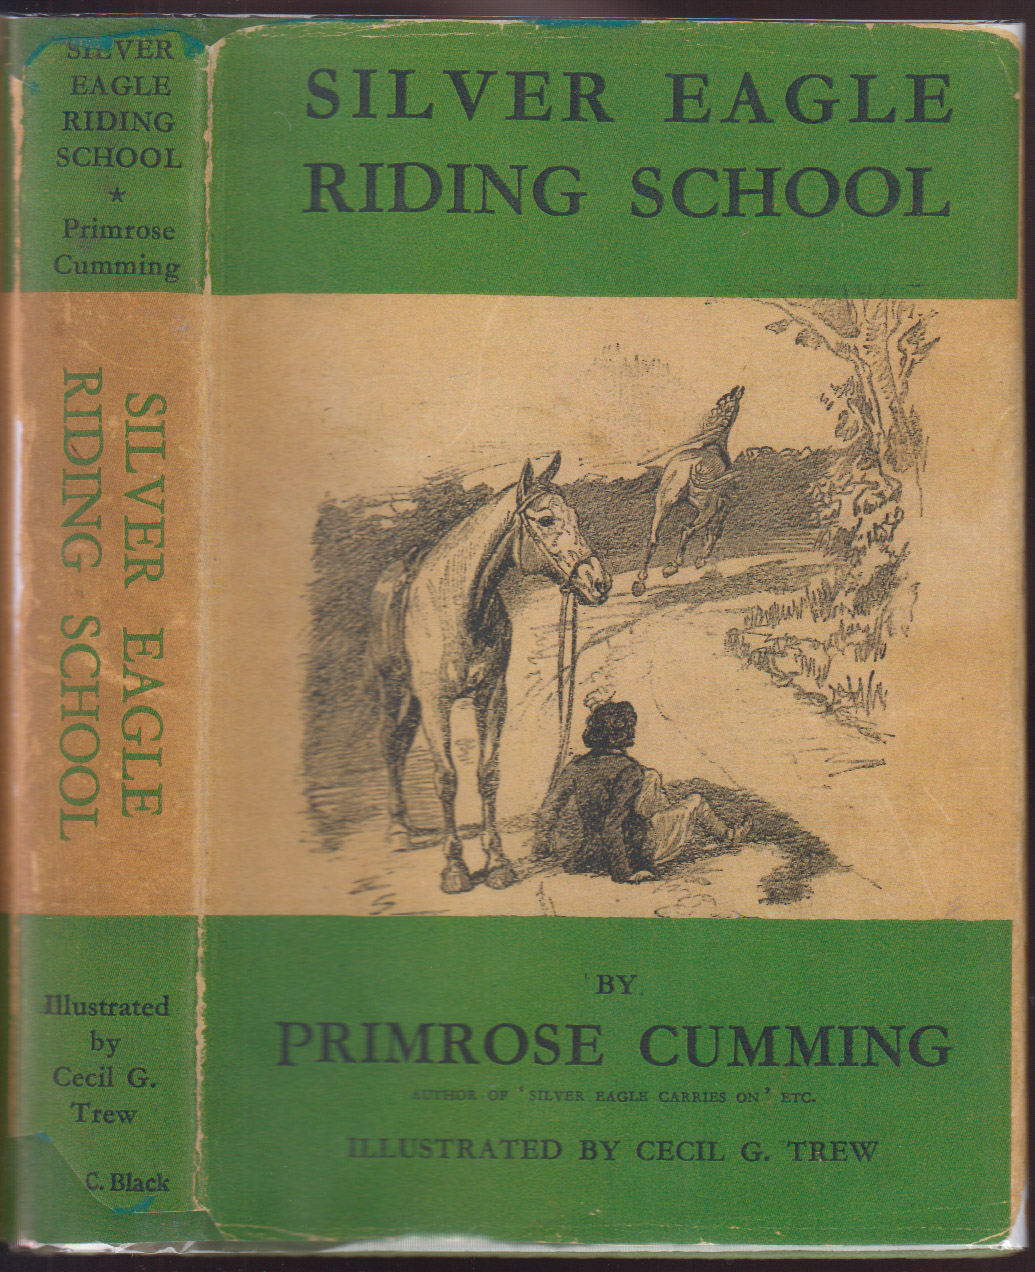 SILVER
EAGLE
RIDING
SCHOOL
★
Primrose
Cumming
SILVER EAGLE
RIDING SCHOOL
Illustrated
by
Cecil G.
Trew
C. Black
SILVER EAGLE
RIDING SCHOOL
BY
PRIMROSE CUMMING
AUTHOR OF 'SILVER EAGLE CARRIES ON' ETC.
ILLUSTRATED BY CECIL G. TREW